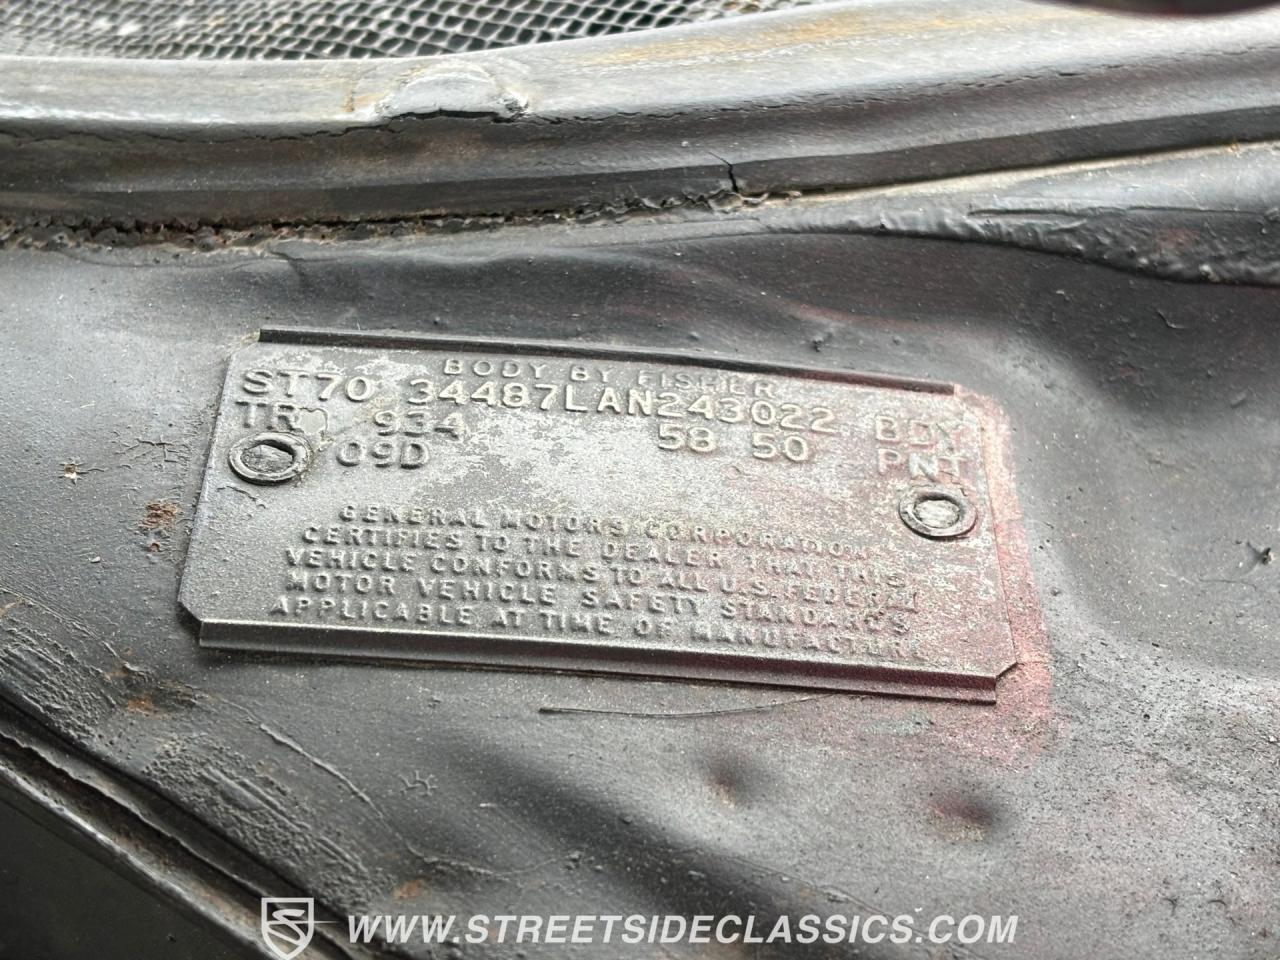 BODY BY FISHER
ST70 34487LAN243022 BDY
TR 934 58 50 PNT
09D
GENERAL MOTORS CORPORATION
CERTIFIES TO THE DEALER THAT THIS
VEHICLE CONFORMS TO ALL U.S. FEDERAL
MOTOR VEHICLE SAFETY STANDARDS
APPLICABLE AT TIME OF MANUFACTURE
WWW.STREETSIDECLASSICS.COM